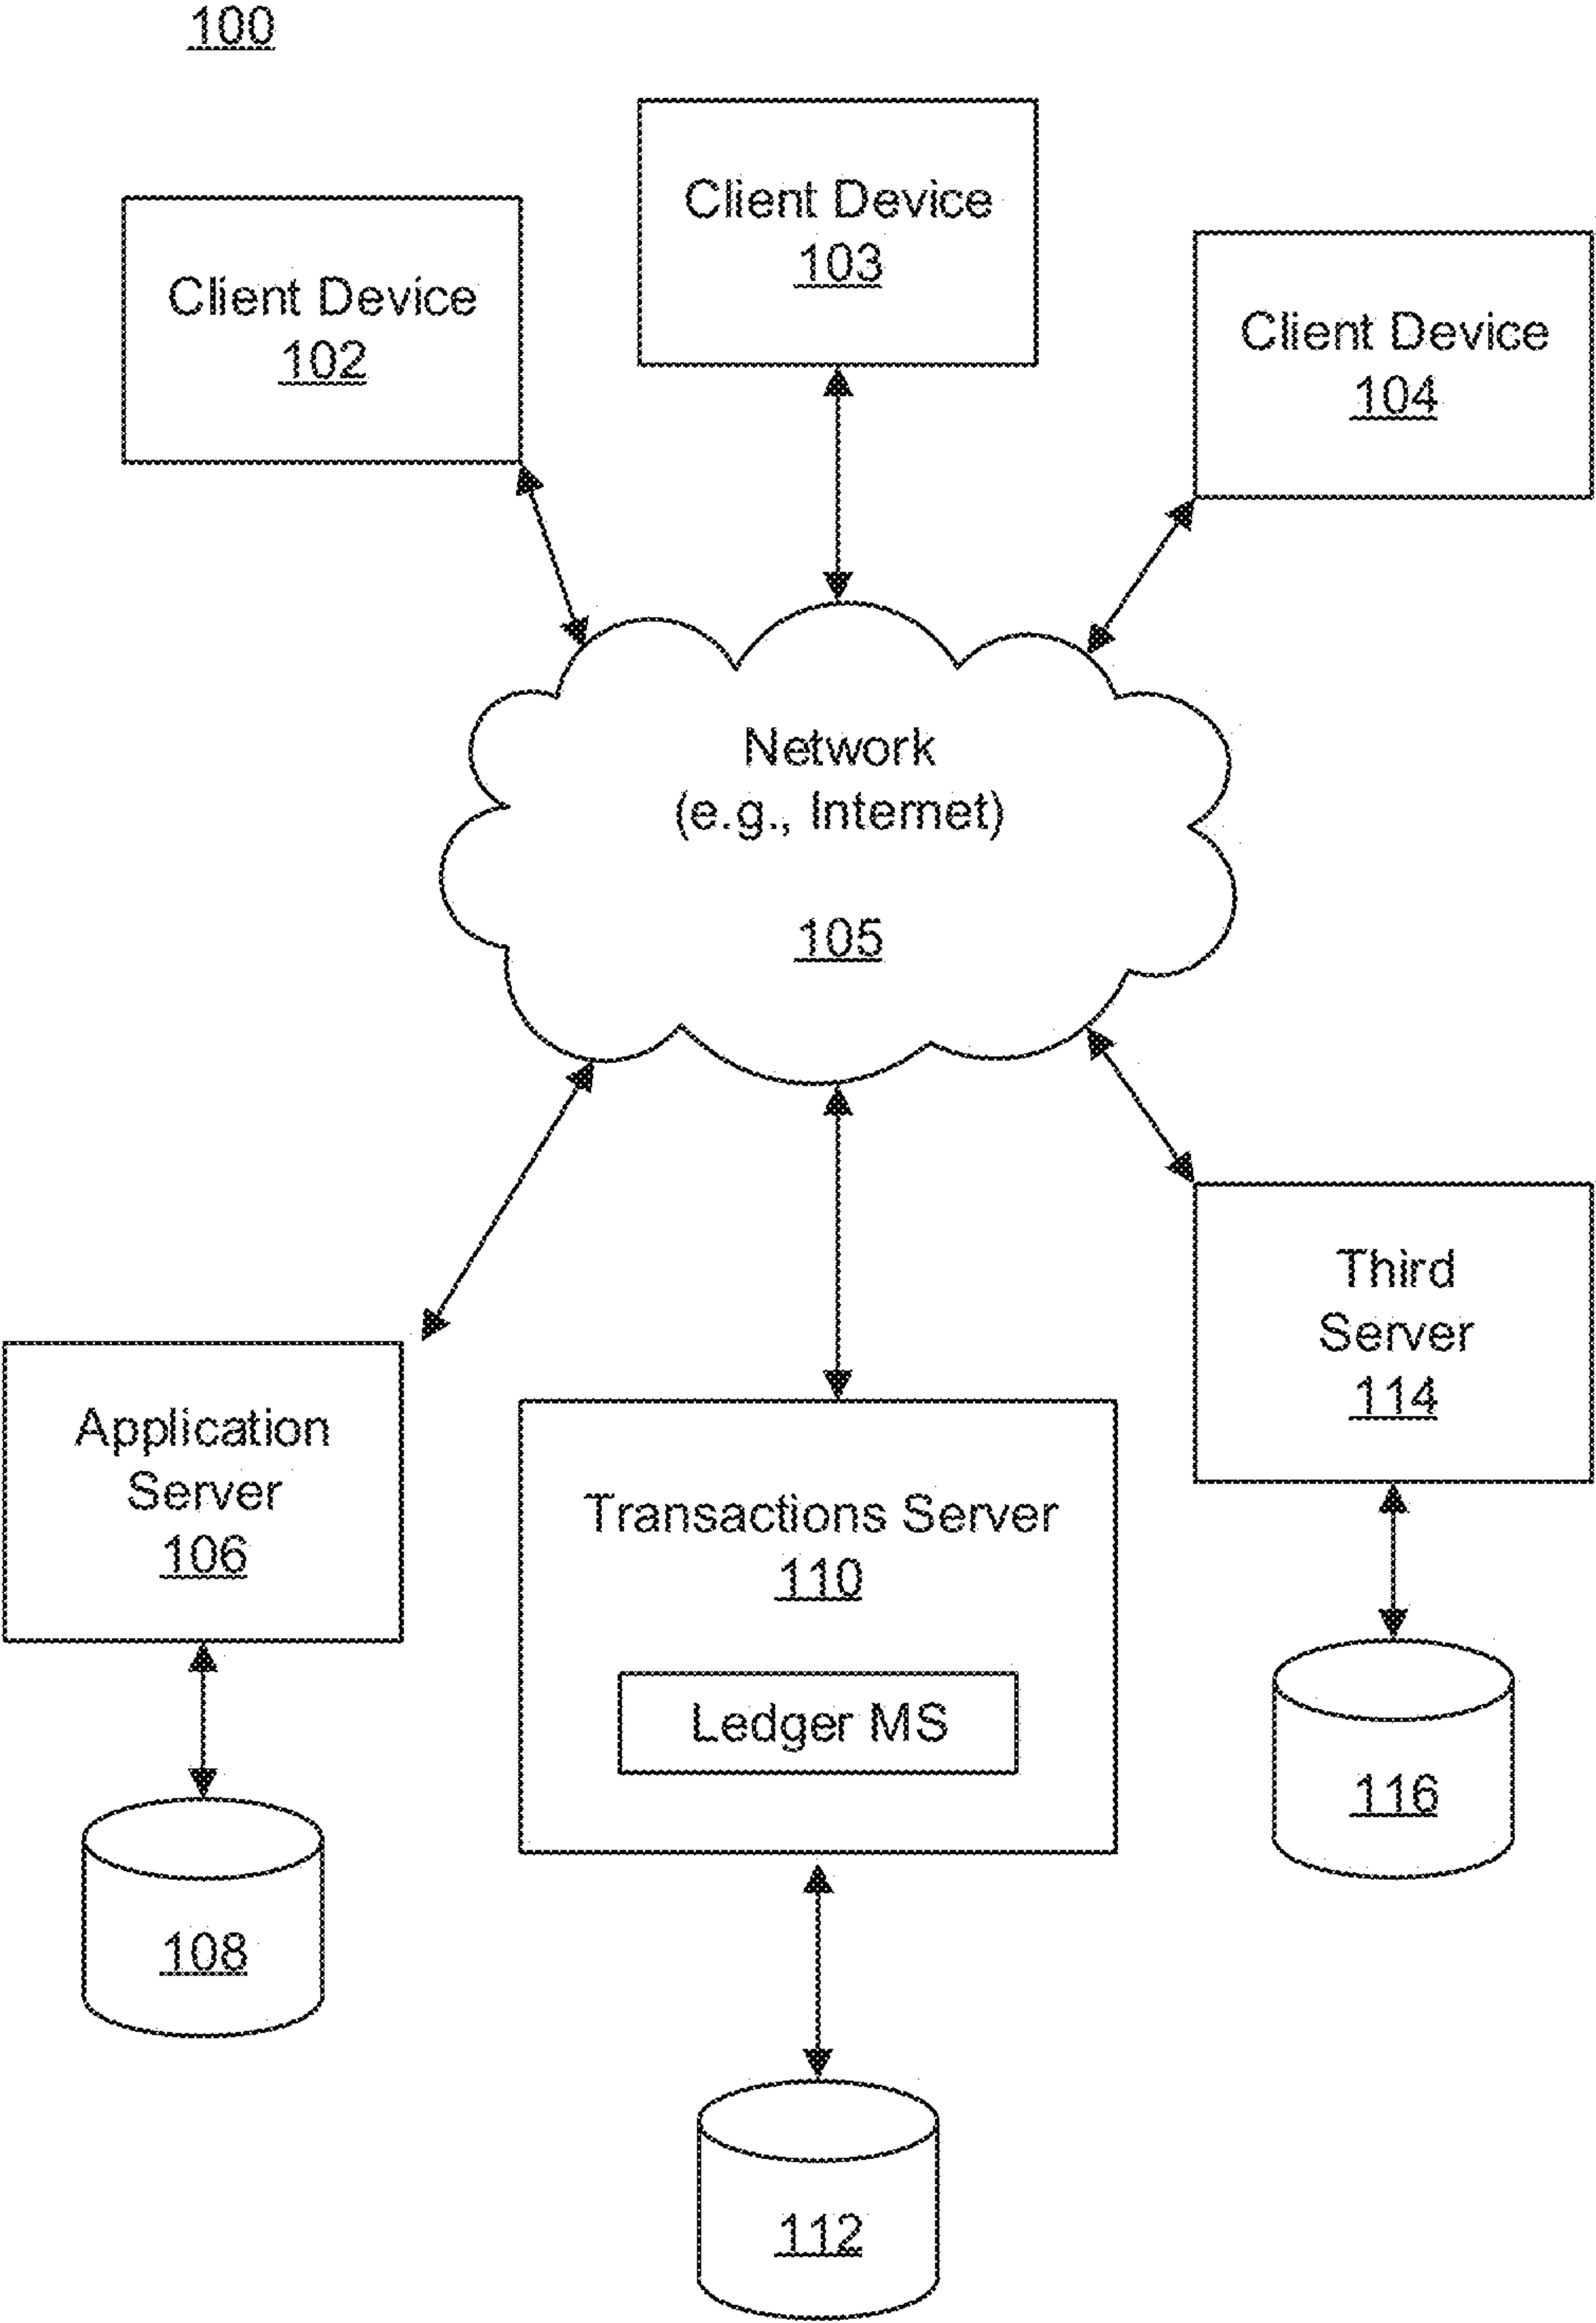 100
Client Device
103
Client Device
102
Client Device
104
Network
(e.g., Internet)
105
Third
Server
114
Application
Server
106
Transactions Server
110
Ledger MS
116
108
112